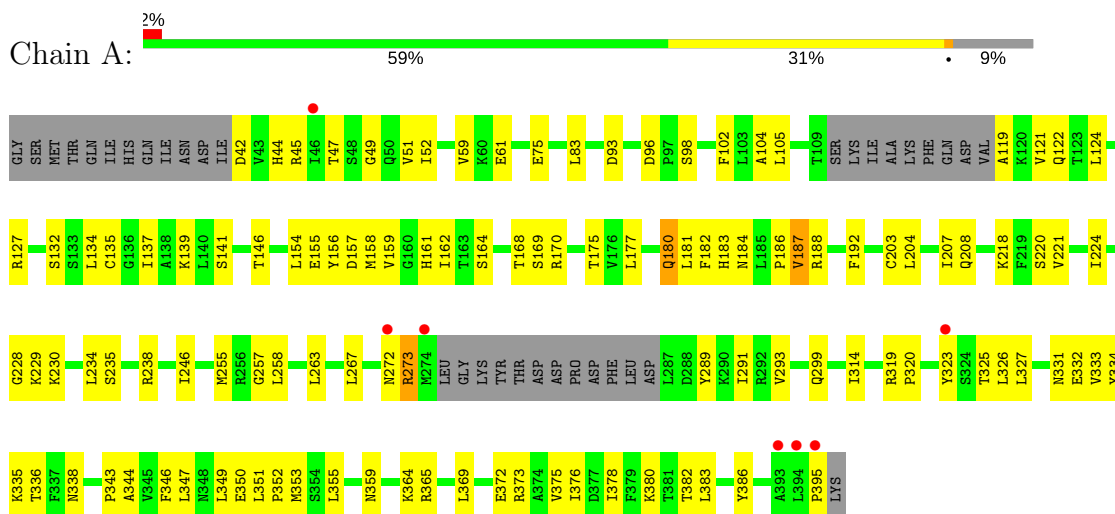 2%
Chain A:
59% 31% • 9%
GLY SER MET THR GLN ILE HIS GLN ILE ASN ASP ILE D42 V43 H44 R45 I46 T47 S48 G49 Q50 V51 I52 V59 K60 E61 E75 L83 D93 D96 P97 S98 F102 L103 A104 L105 T109 SER LYS ILE ALA LYS PHE GLN ASP VAL A119 K120 V121 Q122 T123 L124
R127 S132 S133 L134 C135 G136 I137 A138 K139 L140 S141 T146 L154 E155 Y156 D157 M158 V159 G160 H161 I162 T163 S164 T168 S169 R170 T175 V176 L177 Q180 L181 F182 H183 N184 L185 P186 V187 R188 F192 C203 L204 I207 Q208 K218 F219 S220 V221 I224
G228 K229 K230 L234 S235 R238 I246 M255 R256 G257 L258 L263 L267 N272 R273 M274 LEU GLY LYS TYR THR ASP ASP PRO ASP PHE LEU ASP L287 D288 Y289 K290 I291 R292 V293 Q299 I314 R319 P320 Y323 S324 T325 L326 L327 N331 E332 V333 Y334
K335 T336 F337 N338 P343 A344 V345 F346 L347 N348 L349 E350 L351 P352 M353 S354 L355 N359 K364 R365 L369 E372 R373 A374 V375 I376 D377 I378 F379 K380 T381 T382 L383 Y386 A393 L394 P395 LYS